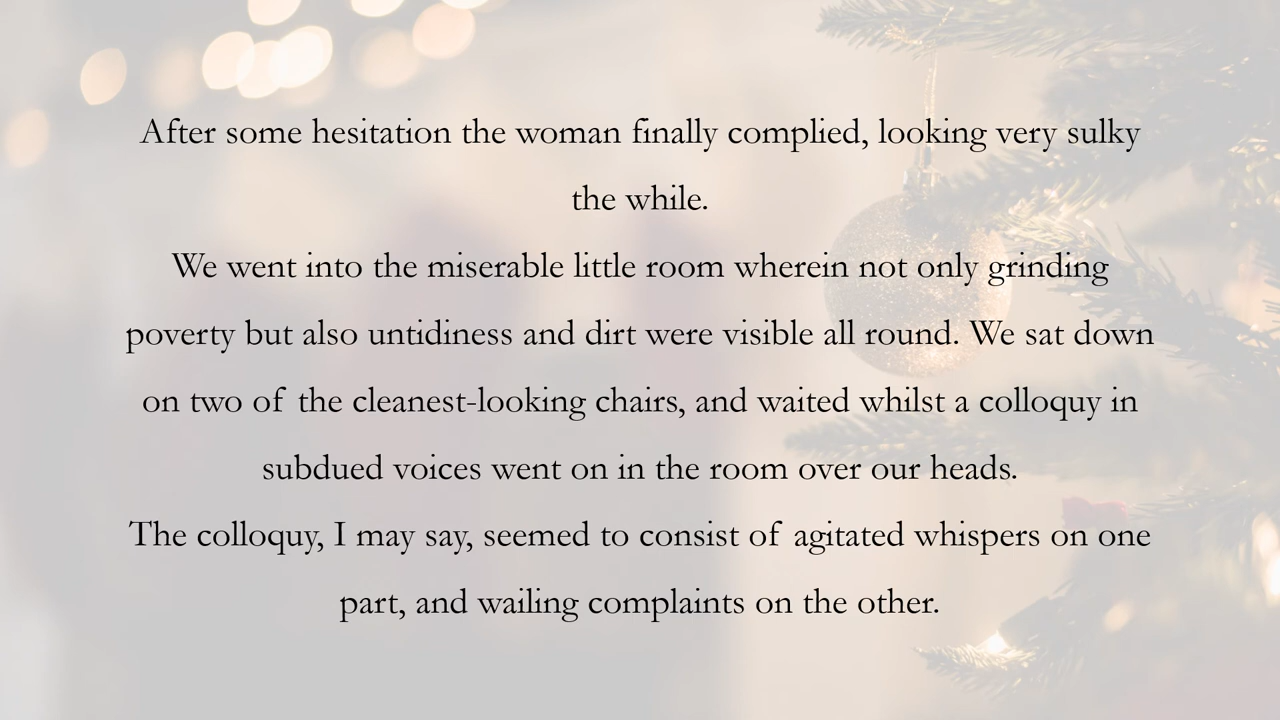 After some hesitation the woman finally complied, looking very sulky
the while.
We went into the miserable little room wherein not only grinding
poverty but also untidiness and dirt were visible all round. We sat down
on two of the cleanest-looking chairs, and waited whilst a colloquy in
subdued voices went on in the room over our heads.
The colloquy, I may say, seemed to consist of agitated whispers on one
part, and wailing complaints on the other.